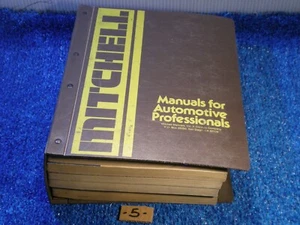 MITCHELL
Manuals for
Automotive
Professionals
-5-